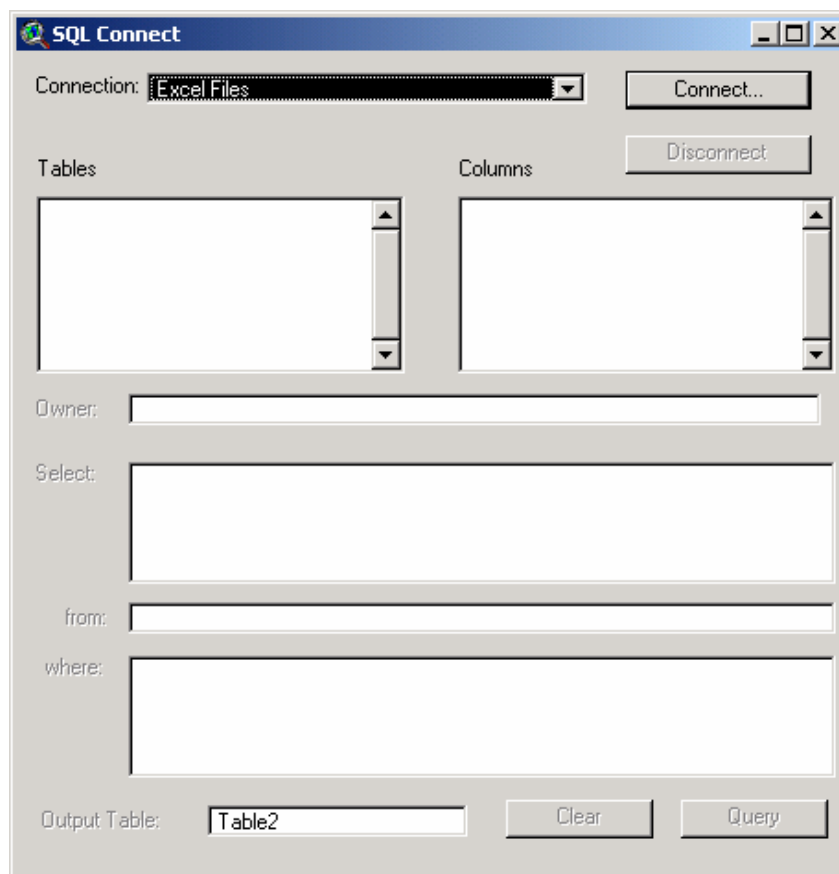 SQL Connect
Connection: Excel Files Connect...
Disconnect
Tables Columns
Owner:
Select:
from:
where:
Output Table: Table2 Clear Query